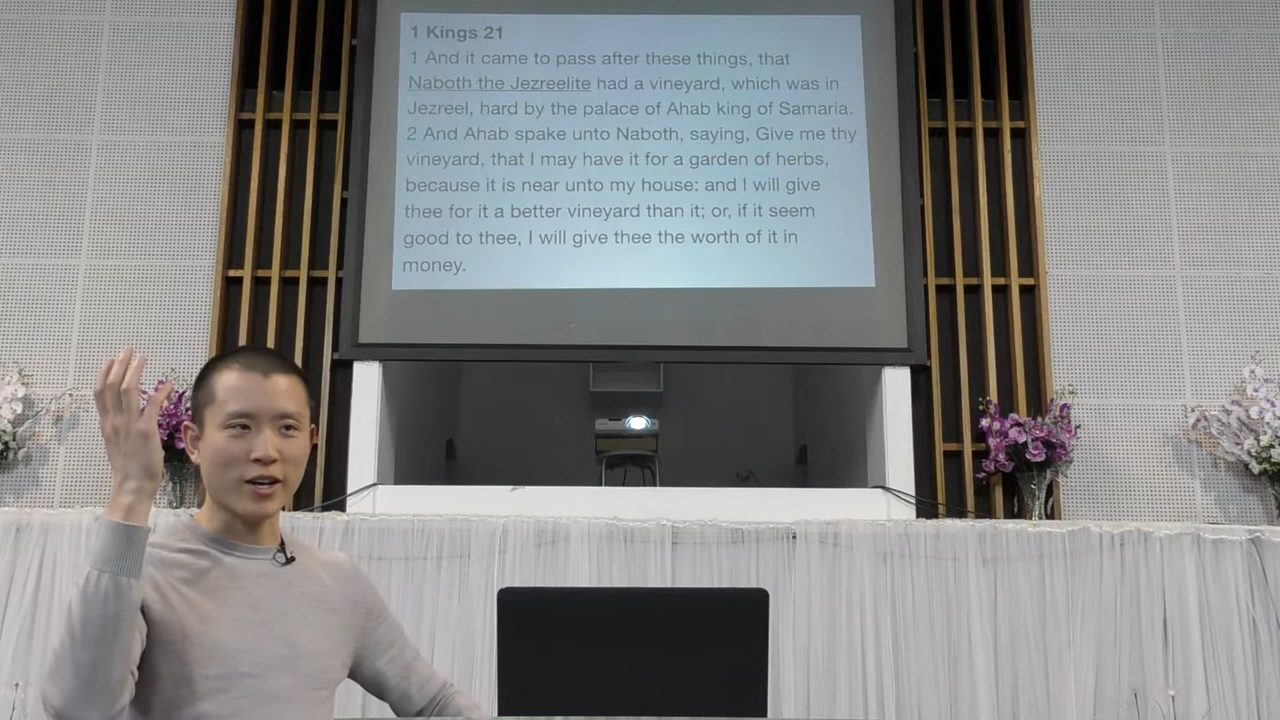 1 Kings 21
1 And it came to pass after these things, that
Naboth the Jezreelite had a vineyard, which was in
Jezreel, hard by the palace of Ahab king of Samaria.
2 And Ahab spake unto Naboth, saying, Give me thy
vineyard, that I may have it for a garden of herbs,
because it is near unto my house: and I will give
thee for it a better vineyard than it; or, if it seem
good to thee, I will give thee the worth of it in
money.